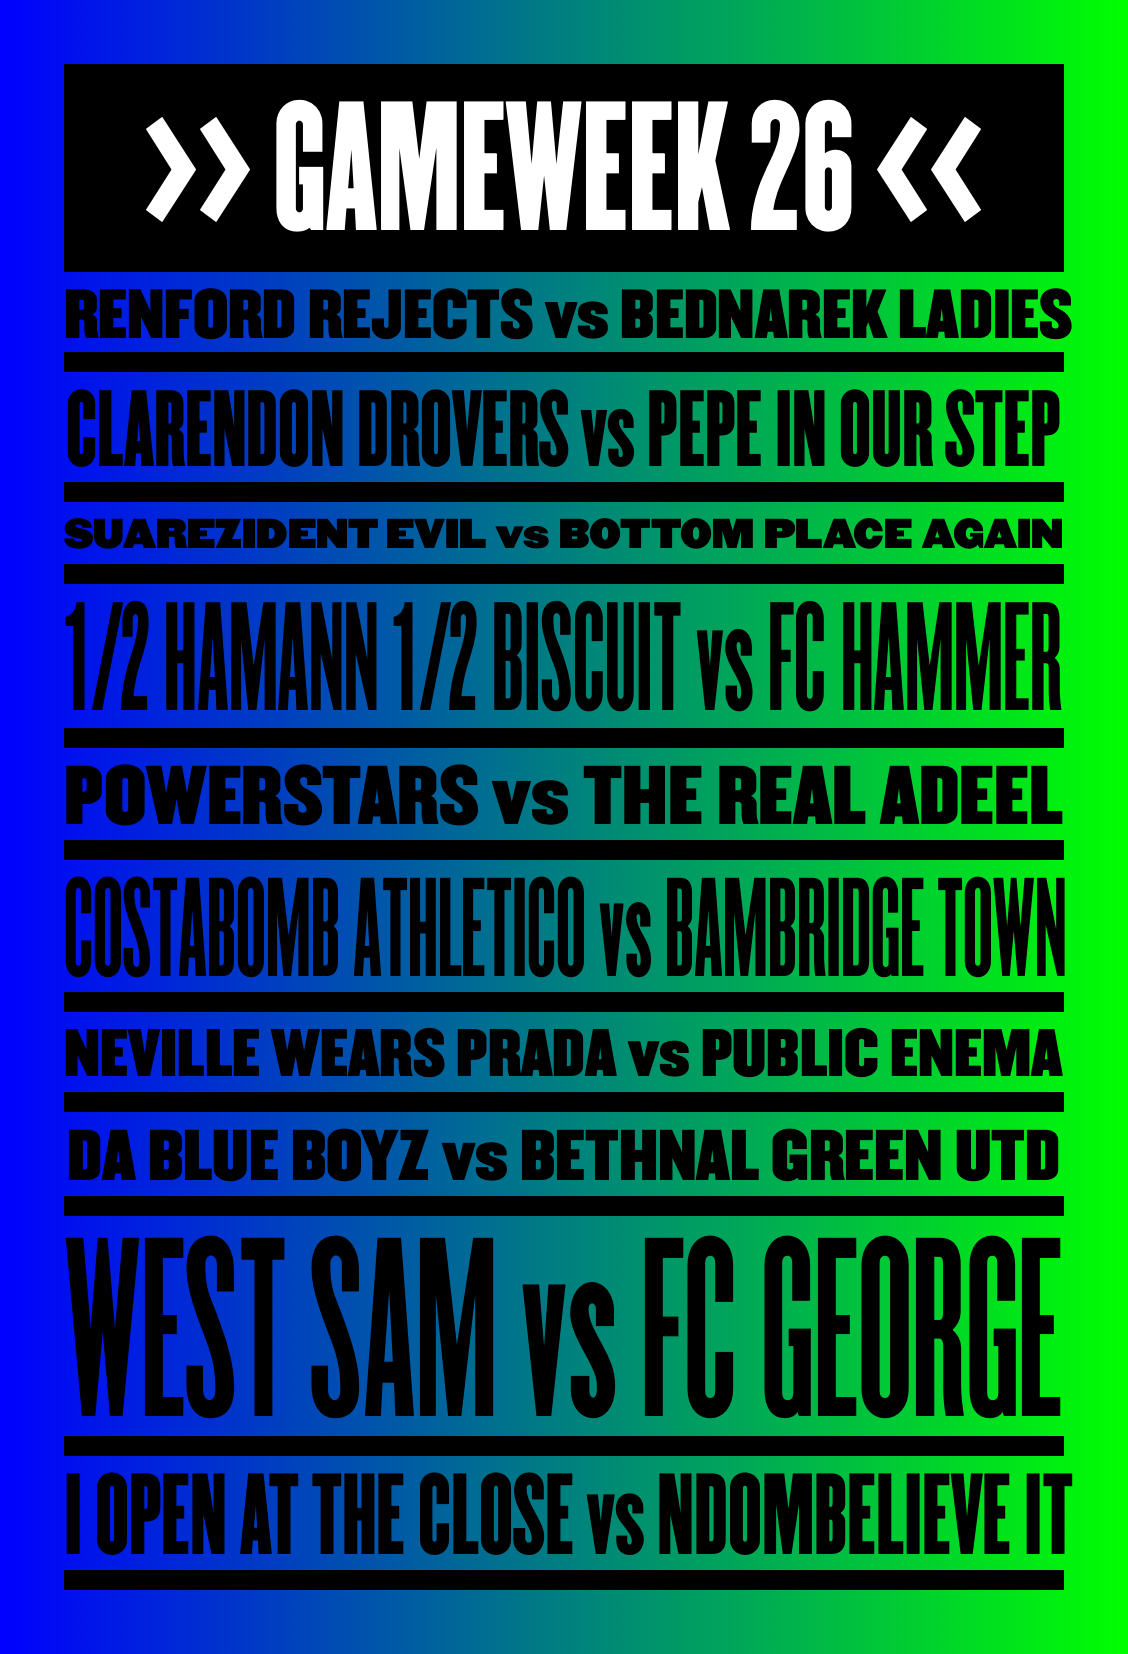 >> GAMEWEEK 26 <<
RENFORD REJECTS vs BEDNAREK LADIES
CLARENDON DROVERS vs PEPE IN OUR STEP
SUAREZIDENT EVIL vs BOTTOM PLACE AGAIN
1/2 HAMANN 1/2 BISCUIT vs FC HAMMER
POWERSTARS vs THE REAL ADEEL
COSTABOMB ATHLETICO vs BAMBRIDGE TOWN
NEVILLE WEARS PRADA vs PUBLIC ENEMA
DA BLUE BOYZ vs BETHNAL GREEN UTD
WEST SAM vs FC GEORGE
I OPEN AT THE CLOSE vs NDOMBELIEVE IT